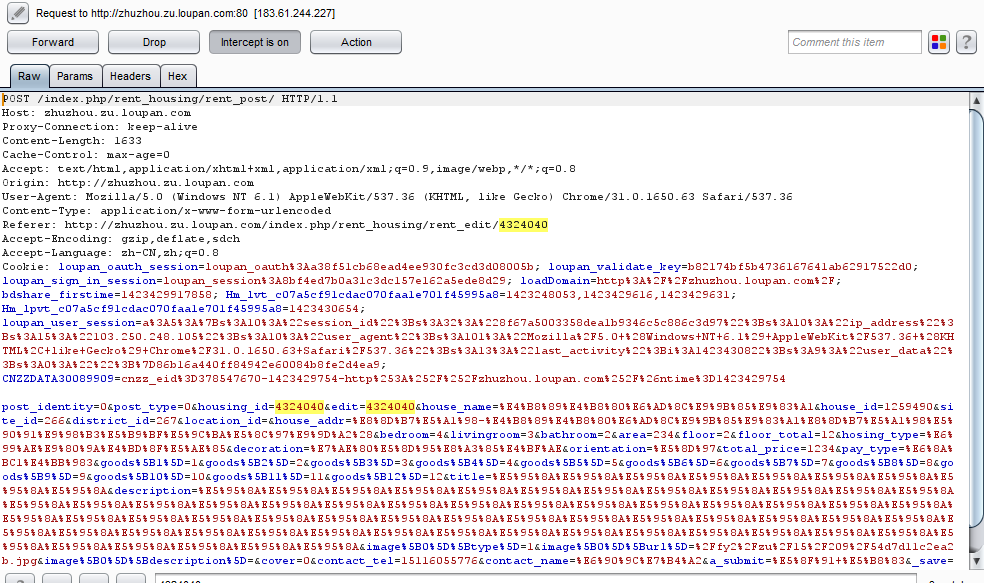 Request to http://zhuzhou.zu.loupan.com:80 [183.61.244.227]
Forward Drop Intercept is on Action Comment this item ?
Raw Params Headers Hex
POST /index.php/rent_housing/rent_post/ HTTP/1.1
Host: zhuzhou.zu.loupan.com
Proxy-Connection: keep-alive
Content-Length: 1633
Cache-Control: max-age=0
Accept: text/html,application/xhtml+xml,application/xml;q=0.9,image/webp,*/*;q=0.8
Origin: http://zhuzhou.zu.loupan.com
User-Agent: Mozilla/5.0 (Windows NT 6.1) AppleWebKit/537.36 (KHTML, like Gecko) Chrome/31.0.1650.63 Safari/537.36
Content-Type: application/x-www-form-urlencoded
Referer: http://zhuzhou.zu.loupan.com/index.php/rent_housing/rent_edit/4324040
Accept-Encoding: gzip,deflate,sdch
Accept-Language: zh-CN,zh;q=0.8
Cookie: loupan_oauth_session=loupan_oauth%3Aa38f51cb68ead4ee930fc3cd3d08005b; loupan_validate_key=b82174bf5b4736167641ab62917522d0;
loupan_sign_in_session=loupan_session%3A8bf4ed7b0a31c3dc157e162a5ede8d29; loadDomain=http%3A%2F%2Fzhuzhou.loupan.com%2F;
bdshare_firstime=1423429917858; Hm_lvt_c07a5cf91cdac070faa1e701f45995a8=1423248053,1423429616,1423429631;
Hm_lpvt_c07a5cf91cdac070faa1e701f45995a8=1423430654;
loupan_user_session=a%3A5%3A%7Bs%3A10%3A%22session_id%22%3Bs%3A32%3A%228f67a5003358dea1b9346c5c886c3d97%22%3Bs%3A10%3A%22ip_address%22%3
Bs%3A15%3A%22103.250.248.105%22%3Bs%3A10%3A%22user_agent%22%3Bs%3A101%3A%22Mozilla%2F5.0+%28Windows+NT+6.1%29+AppleWebKit%2F537.36+%28KH
TML%2C+like+Gecko%29+Chrome%2F31.0.1650.63+Safari%2F537.36%22%3Bs%3A13%3A%22last_activity%22%3Bi%3A1423430822%3Bs%3A9%3A%22user_data%22%
3Bs%3A0%3A%22%22%3B%7D86b16a440ff84942e60084b8fe2d4ea9;
CNZZDATA30089909=cnzz_eid%3D378547670-1423429754-http%253A%252F%252Fzhuzhou.loupan.com%252F%26ntime%3D1423429754
post_identity=0&post_type=0&housing_id=4324040&edit=4324040&house_name=%E4%B8%89%E4%B8%80%E6%AD%8C%E9%9B%85%E9%83%A1&house_id=1259490&si
te_id=266&district_id=267&location_id=&house_addr=%E8%8D%B7%E5%A1%98-%E4%B8%89%E4%B8%80%E6%AD%8C%E9%9B%85%E9%83%A1%E8%8D%B7%E5%A1%98%E5%
90%91%E9%98%B3%E5%B9%BF%E5%9C%BA%E5%8C%97%E9%9D%A2%28&bedroom=4&livingroom=3&bathroom=2&area=234&floor=2&floor_total=12&hosing_type=%E6%
99%AE%E9%80%9A%E4%BD%8F%E5%AE%85&decoration=%E7%AE%80%E5%8D%95%E8%A3%85%E4%BF%AE&orientation=%E5%8D%97&total_price=1234&pay_type=%E6%8A%
BC1%E4%BB%983&goods%5B1%5D=1&goods%5B2%5D=2&goods%5B3%5D=3&goods%5B4%5D=4&goods%5B5%5D=5&goods%5B6%5D=6&goods%5B7%5D=7&goods%5B8%5D=8&go
ods%5B9%5D=9&goods%5B10%5D=10&goods%5B11%5D=11&goods%5B12%5D=12&title=%E5%95%8A%E5%95%8A%E5%95%8A%E5%95%8A%E5%95%8A%E5%95%8A%E5%95%8A%E5
%95%8A%E5%95%8A&description=%E5%95%8A%E5%95%8A%E5%95%8A%E5%95%8A%E5%95%8A%E5%95%8A%E5%95%8A%E5%95%8A%E5%95%8A%E5%95%8A%E5%95%8A%E5%95%8A
%E5%95%8A%E5%95%8A%E5%95%8A%E5%95%8A%E5%95%8A%E5%95%8A%E5%95%8A%E5%95%8A%E5%95%8A%E5%95%8A%E5%95%8A%E5%95%8A%E5%95%8A%E5%95%8A%E5%95%8A
%E5%95%8A%E5%95%8A%E5%95%8A%E5%95%8A%E5%95%8A%E5%95%8A%E5%95%8A%E5%95%8A%E5%95%8A%E5%95%8A%E5%95%8A%E5%95%8A%E5%95%8A%E5%95%8A%E5%95%8A
%E5%95%8A%E5%95%8A%E5%95%8A%E5%95%8A%E5%95%8A%E5%95%8A%E5%95%8A%E5%95%8A%E5%95%8A%E5%95%8A%E5%95%8A%E5%95%8A%E5%95%8A%E5%95%8A%E5%95%8A
%95%8A%E5%95%8A%E5%95%8A%E5%95%8A%E5%95%8A%E5%95%8A&image%5B0%5D%5Btype%5D=1&image%5B0%5D%5Burl%5D=%2Ffy2%2Fzu%2F15%2F209%2F54d7d11c2ea2
b.jpg&image%5B0%5D%5Bdescription%5D=&cover=0&contact_tel=15116055776&contact_name=%E6%90%9C%E7%B4%A2&a_submit=%E5%8F%91+%E5%B8%83&_save=